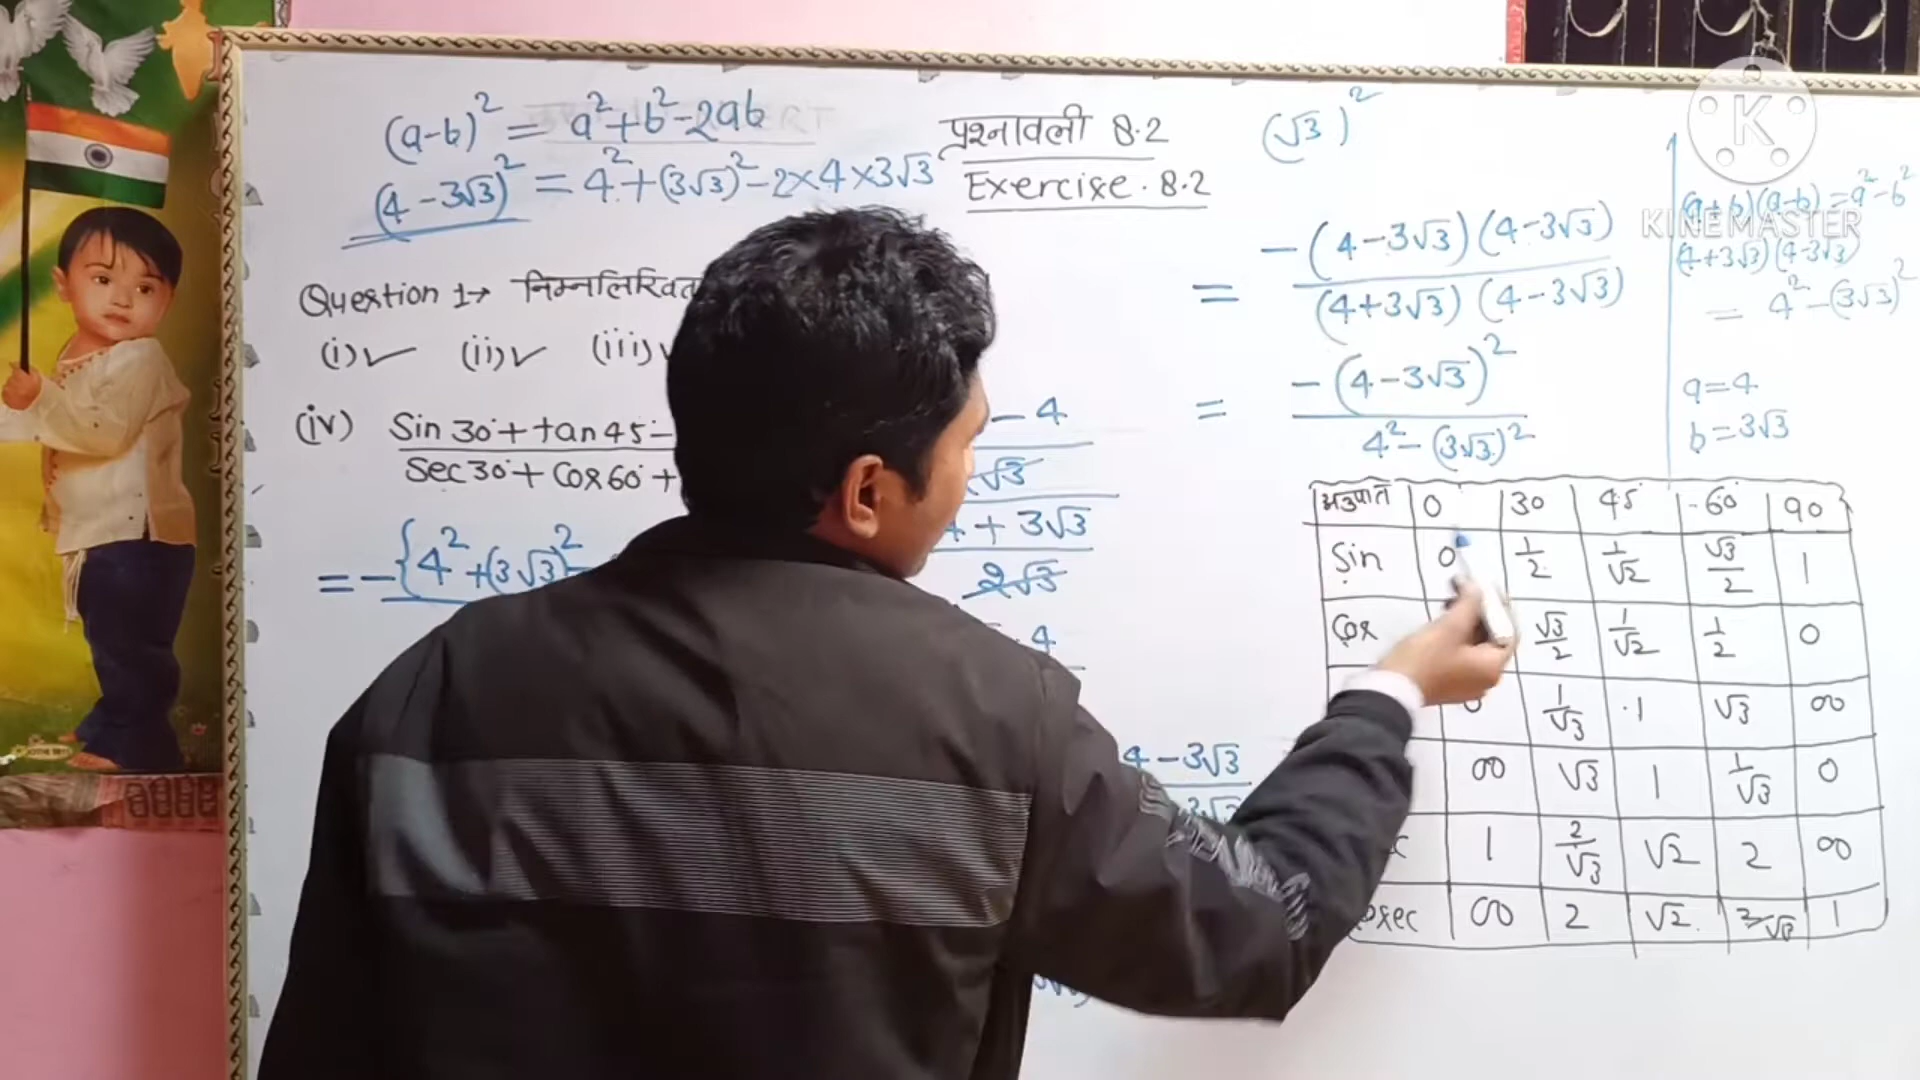 (a-b)² = a²+b²-2ab
(4-3√3)² = 4²+(3√3)²-2×4×3√3
प्रश्नावली 8.2
Exercise. 8.2
(√3)²
(a+b)(a-b)=a²-b²
KINEMASTER
(4+3√3)(4-3√3)
= 4²-(3√3)²
a=4
b=3√3
Question 1→ निम्नलिखित
(i)✓ (ii)✓ (iii)✓
(iv) Sin30°+tan45-
Sec30°+Cos60°+
=-{4²+(3√3)²
- 4
√3
+ 3√3
2√3
4
4-3√3
= -(4-3√3)(4-3√3)
(4+3√3)(4-3√3)
= -(4-3√3)²
4²-(3√3)²
अनुपात 0° 30 45° 60° 90
Sin 0 1/2 1/√2 √3/2 1
Cos √3/2 1/√2 1/2 0
0 1/√3 1 √3 ∞
∞ √3 1 1/√3 0
1 2/√3 √2 2 ∞
sec ∞ 2 √2 2/√3 1
K